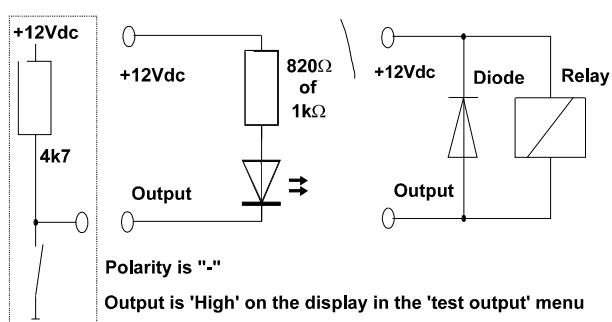 +12Vdc
4k7
+12Vdc
820Ω
of
1kΩ
Output
+12Vdc
Diode
Relay
Output
Polarity is "-"
Output is 'High' on the display in the 'test output' menu